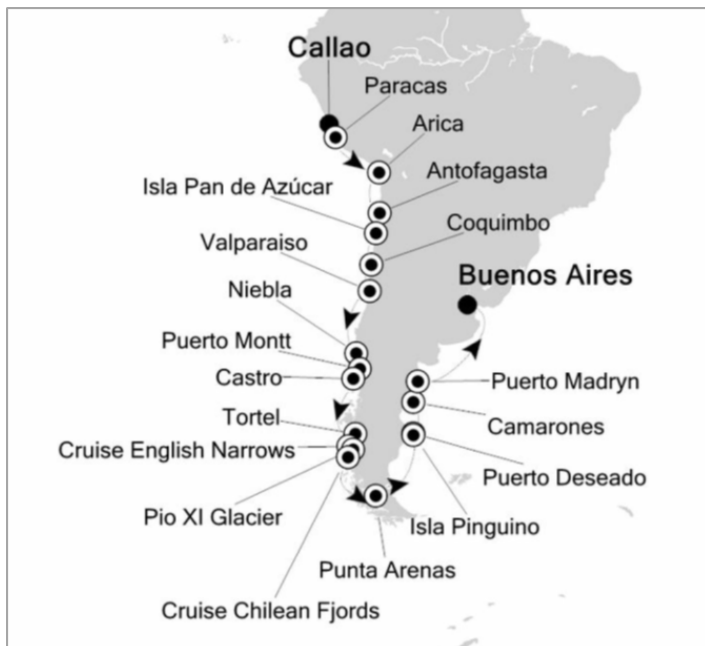 Callao
Paracas
Arica
Antofagasta
Isla Pan de Azúcar
Coquimbo
Valparaiso
Buenos Aires
Niebla
Puerto Montt
Castro
Puerto Madryn
Tortel
Camarones
Cruise English Narrows
Puerto Deseado
Pio XI Glacier
Isla Pinguino
Punta Arenas
Cruise Chilean Fjords